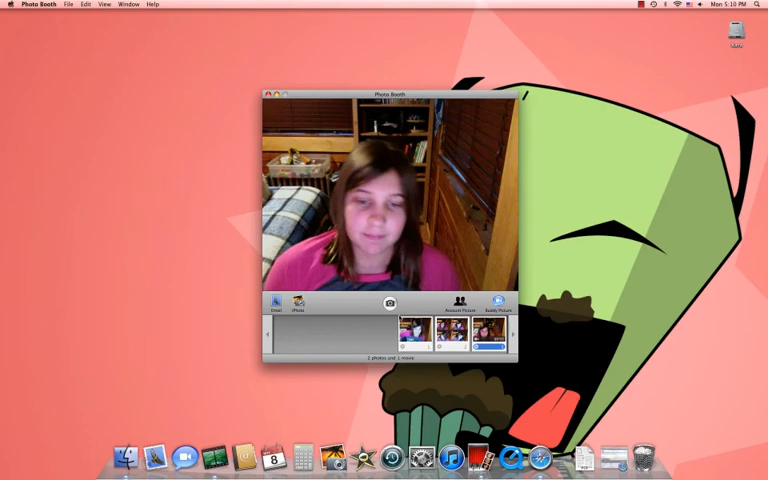 Photo Booth File Edit View Window Help Mon 5:10 PM
Photo Booth
Email iPhoto Account Picture Buddy Picture
2 photos and 1 movie
8